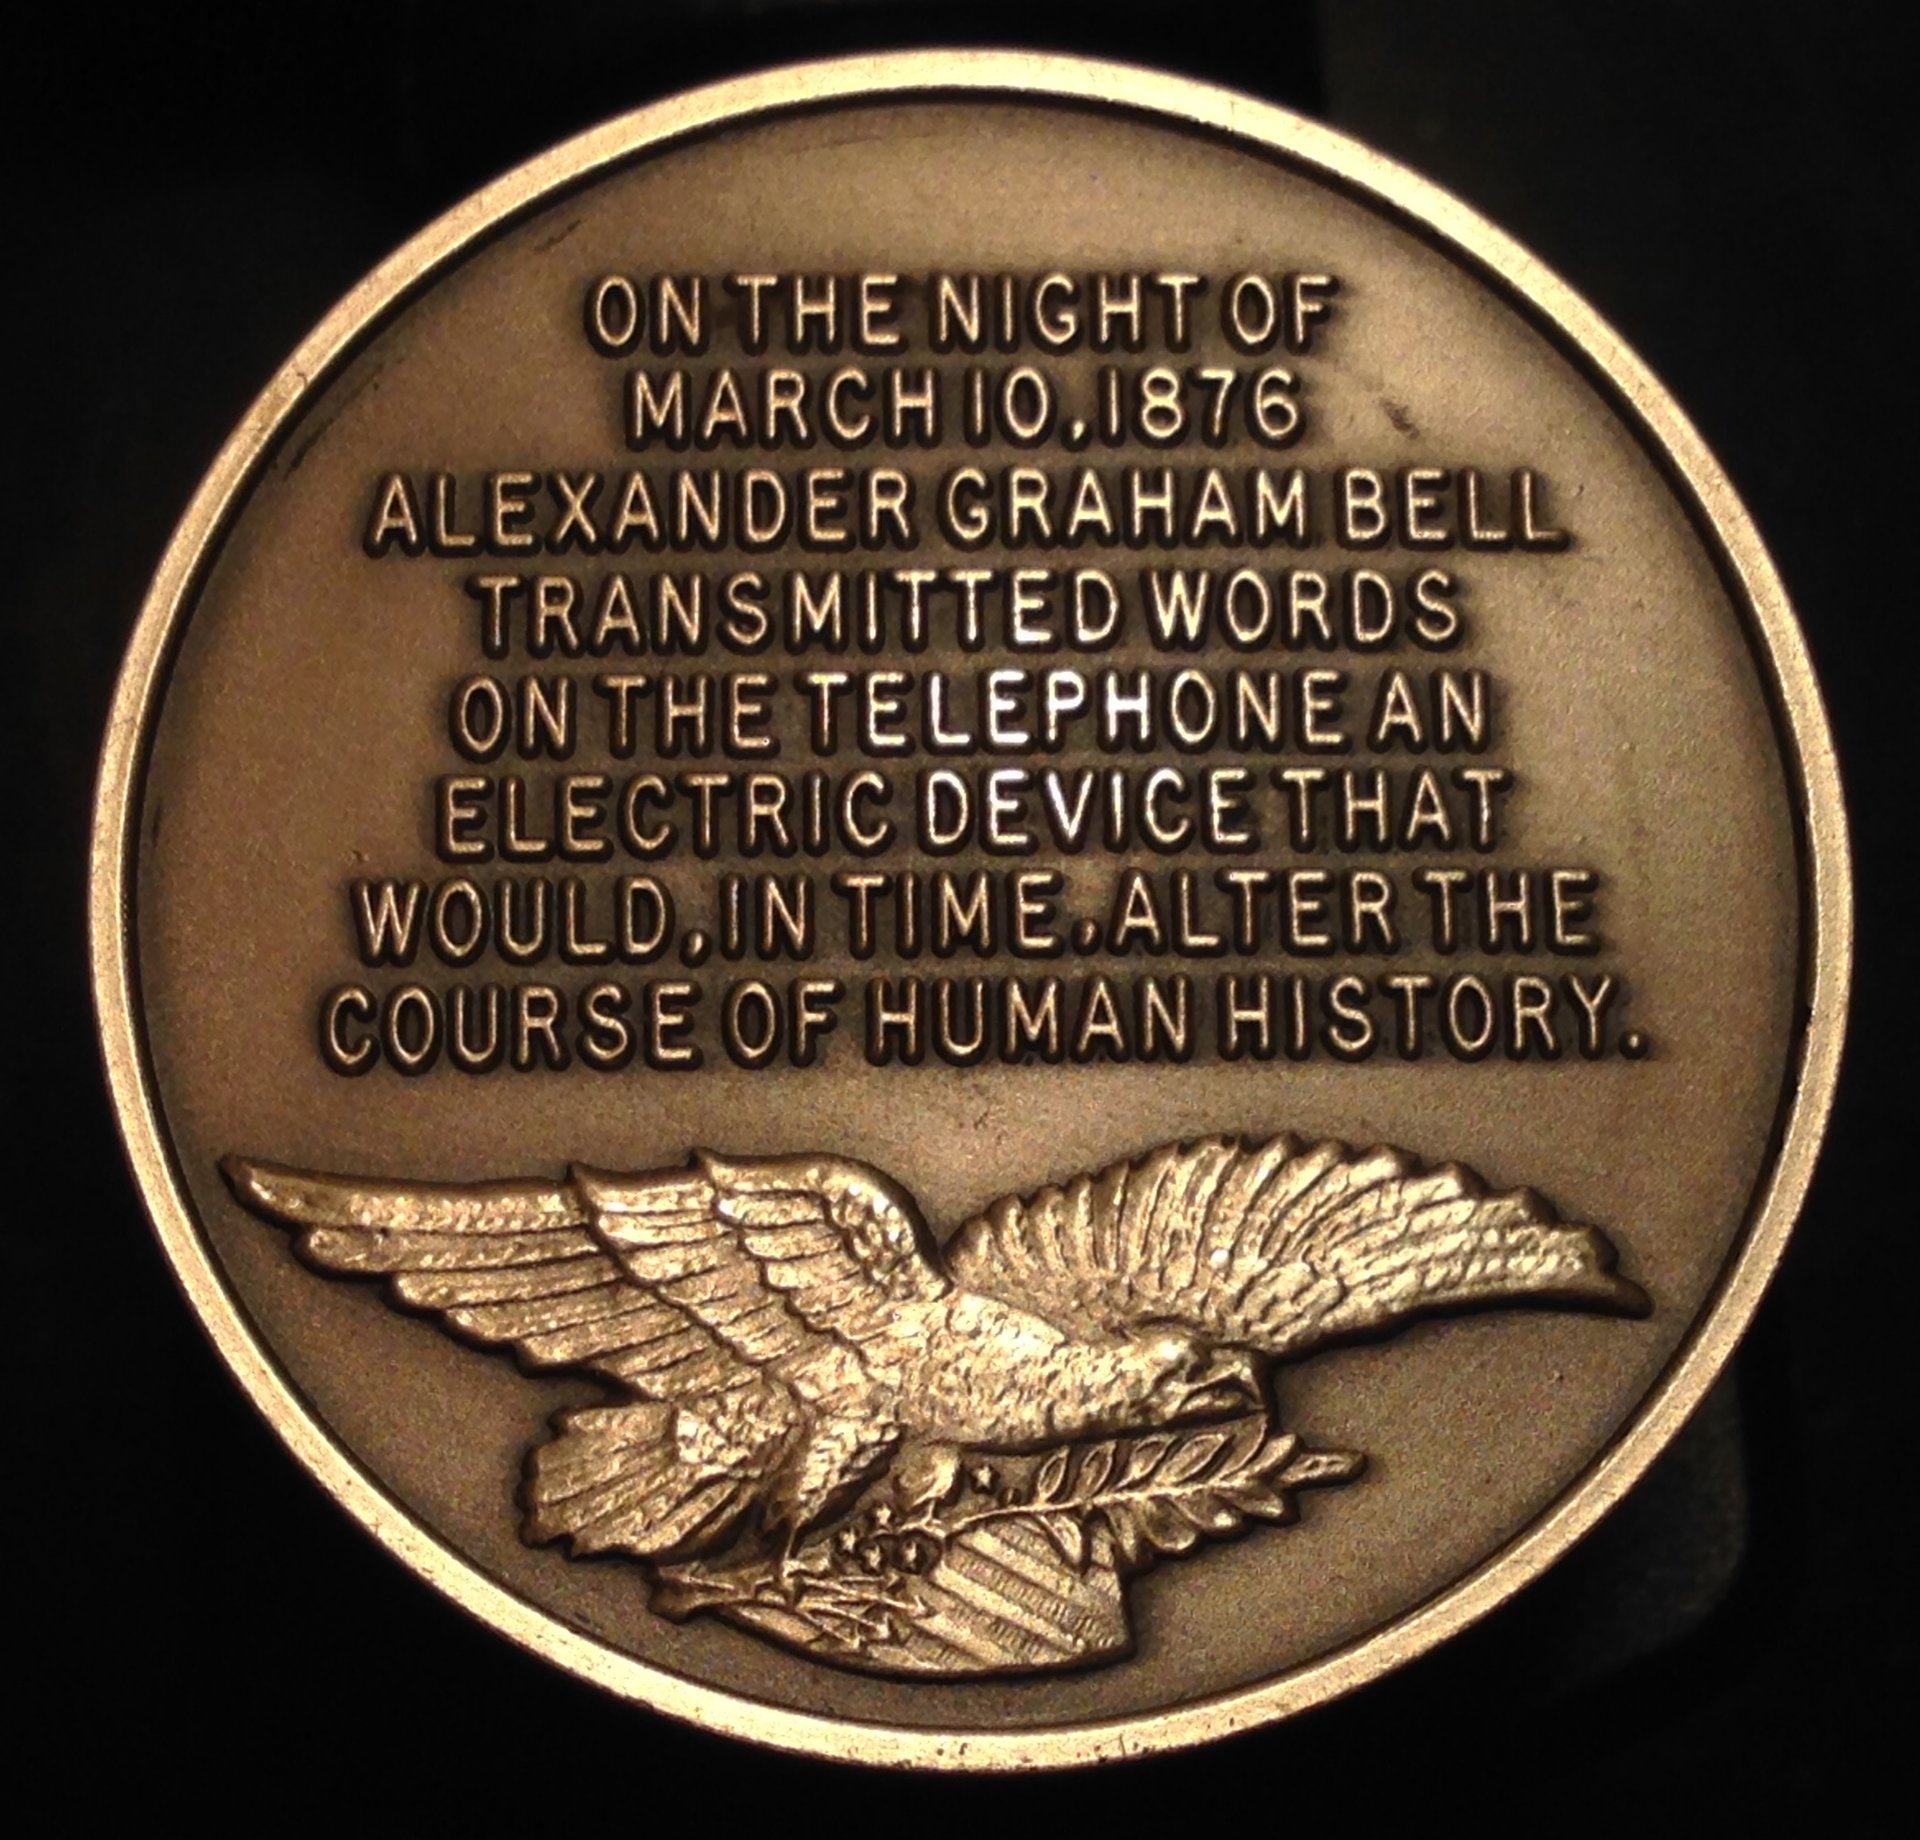 ON THE NIGHT OF
MARCH 10, 1876
ALEXANDER GRAHAM BELL
TRANSMITTED WORDS
ON THE TELEPHONE AN
ELECTRIC DEVICE THAT
WOULD, IN TIME, ALTER THE
COURSE OF HUMAN HISTORY.